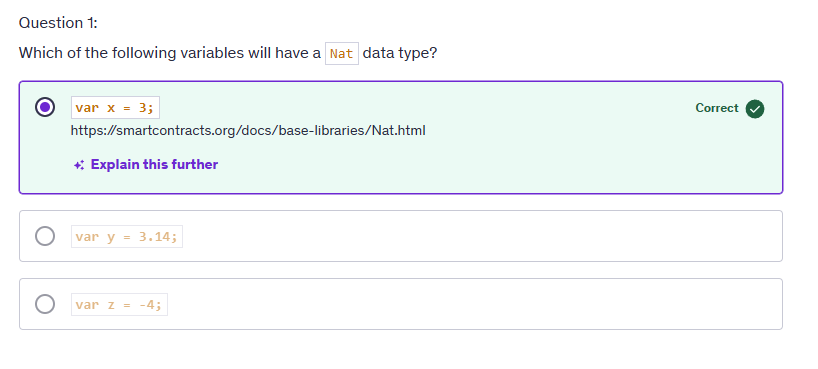 Question 1:
Which of the following variables will have a Nat data type?
var x = 3;
Correct
https://smartcontracts.org/docs/base-libraries/Nat.html
Explain this further
var y = 3.14;
var z = -4;